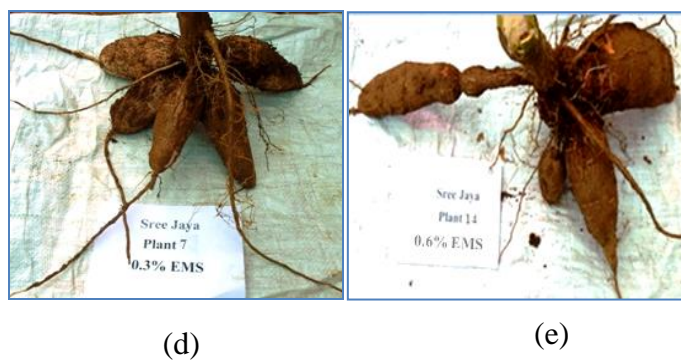 Sree Jaya
Plant 7
0.3% EMS
Sree Jaya
Plant 14
0.6% EMS
(d)
(e)